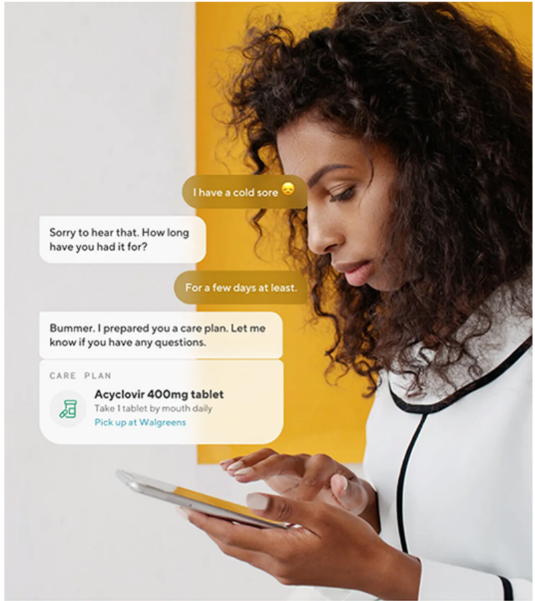 I have a cold sore 😞
Sorry to hear that. How long
have you had it for?
For a few days at least.
Bummer. I prepared you a care plan. Let me
know if you have any questions.
CARE PLAN
Acyclovir 400mg tablet
Take 1 tablet by mouth daily
Pick up at Walgreens